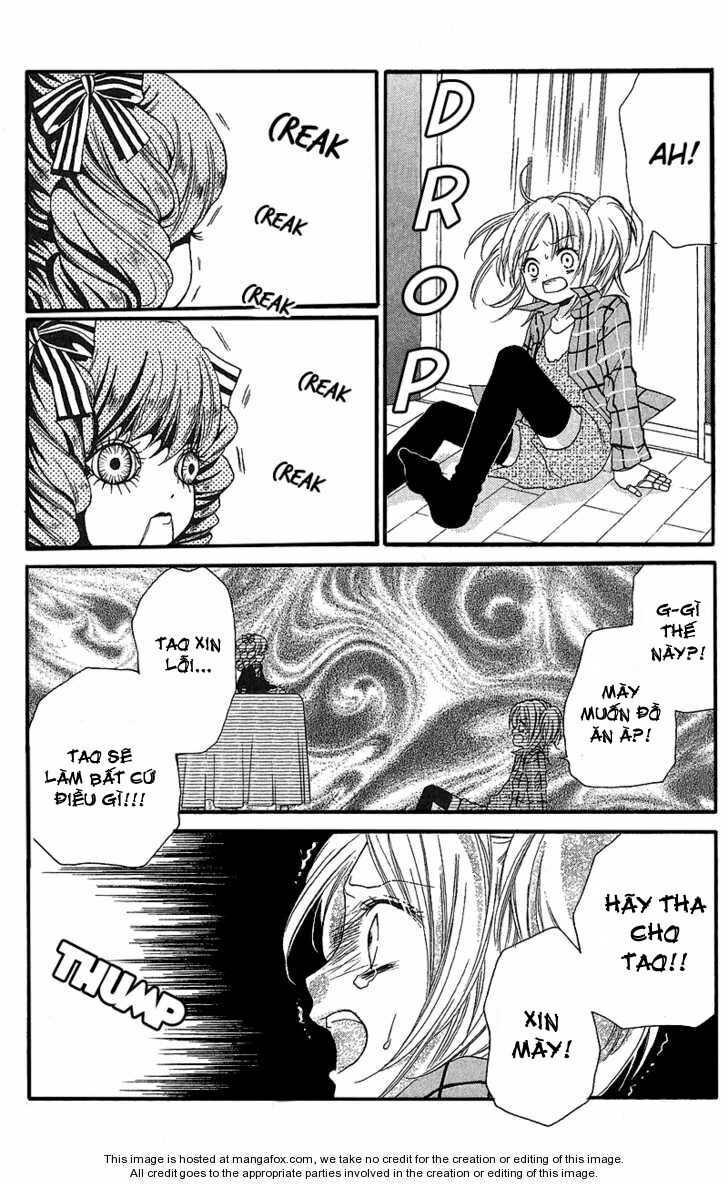 AH!
DROP
CREAK
CREAK
CREAK
CREAK
CREAK
G-GÌ
THẾ
NÀY?!
MÀY
MUỐN ĐỒ
ĂN À?!
TAO XIN
LỖI...
TAO SẼ
LÀM BẤT CỨ
ĐIỀU GÌ!!!
HÃY THA
CHO
TAO!!
XIN
MÀY!
THUMP
This image is hosted at mangafox.com, we take no credit for the creation or editing of this image.
All credit goes to the appropriate parties involved in the creation or editing of this image.